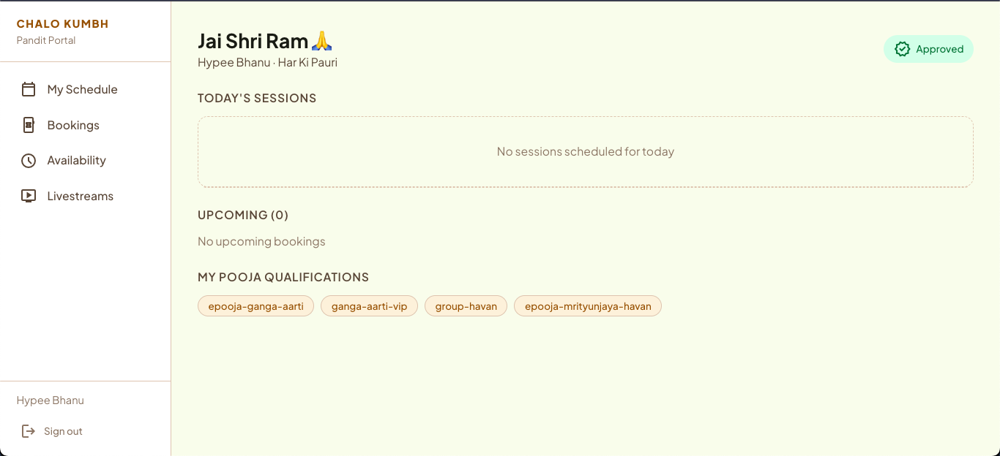 CHALO KUMBH
Pandit Portal
My Schedule
Bookings
Availability
Livestreams
Hypee Bhanu
Sign out
Jai Shri Ram🙏
Hypee Bhanu · Har Ki Pauri
Approved
TODAY'S SESSIONS
No sessions scheduled for today
UPCOMING (0)
No upcoming bookings
MY POOJA QUALIFICATIONS
epooja-ganga-aarti ganga-aarti-vip group-havan epooja-mrityunjaya-havan